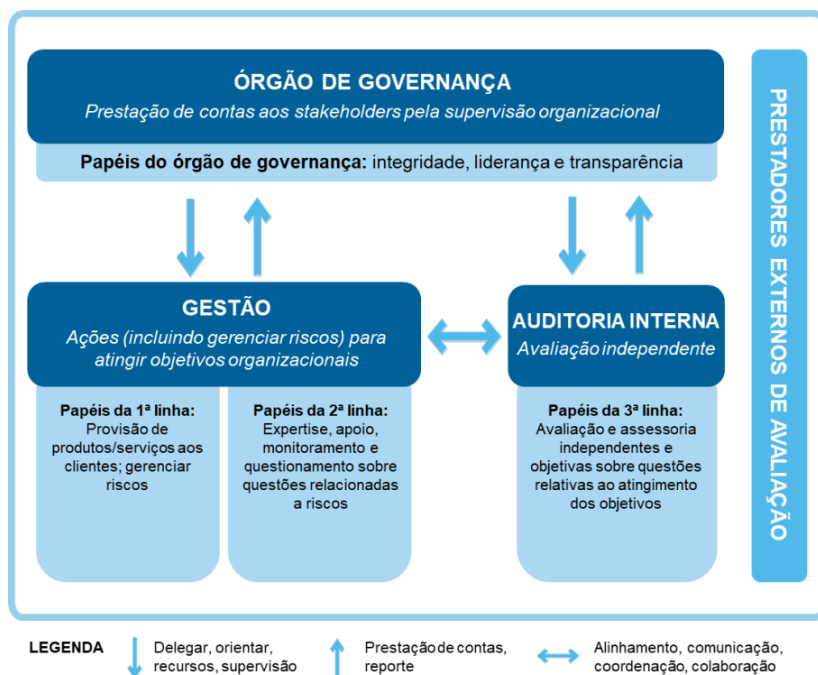 ÓRGÃO DE GOVERNANÇA
Prestação de contas aos stakeholders pela supervisão organizacional
Papéis do órgão de governança: integridade, liderança e transparência
GESTÃO
Ações (incluindo gerenciar riscos) para
atingir objetivos organizacionais
Papéis da 1ª linha:
Provisão de
produtos/serviços aos
clientes; gerenciar
riscos
Papéis da 2ª linha:
Expertise, apoio,
monitoramento e
questionamento sobre
questões relacionadas
a riscos
AUDITORIA INTERNA
Avaliação independente
Papéis da 3ª linha:
Avaliação e assessoria
independentes e
objetivas sobre questões
relativas ao atingimento
dos objetivos
PRESTADORES EXTERNOS DE AVALIAÇÃO
LEGENDA
Delegar, orientar,
recursos, supervisão
Prestação de contas,
reporte
Alinhamento, comunicação,
coordenação, colaboração